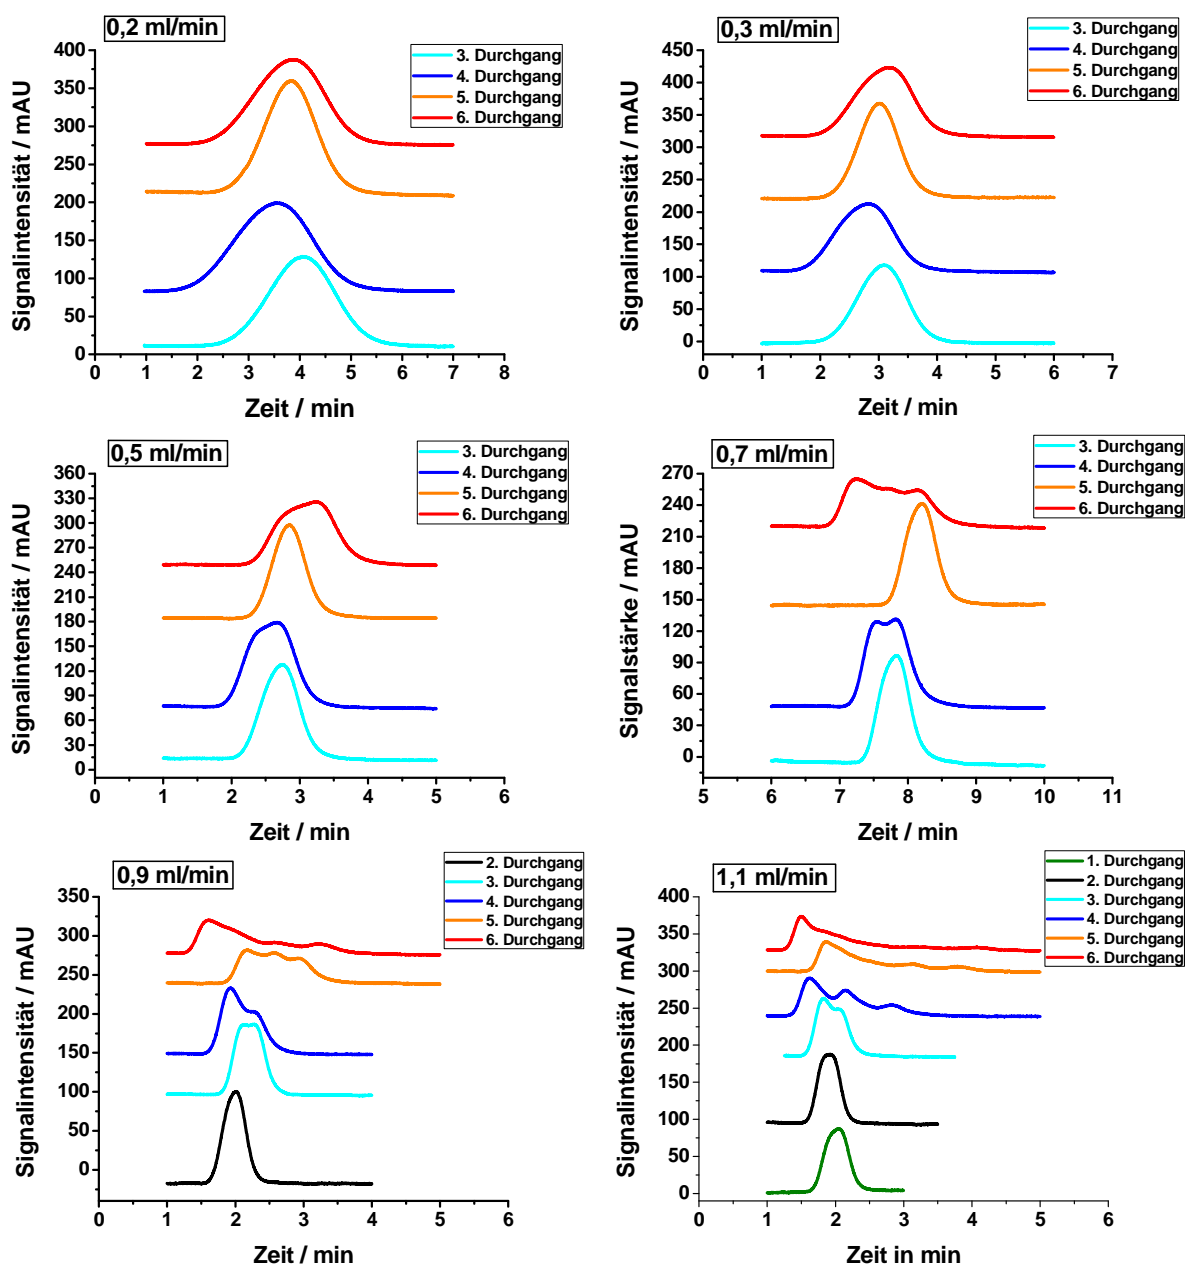 0,2 ml/min
3. Durchgang
4. Durchgang
5. Durchgang
6. Durchgang
Signalintensität / mAU
400
350
300
250
200
150
100
50
0
0 1 2 3 4 5 6 7 8
Zeit / min
0,3 ml/min
3. Durchgang
4. Durchgang
5. Durchgang
6. Durchgang
Signalintensität / mAU
450
400
350
300
250
200
150
100
50
0
0 1 2 3 4 5 6 7
Zeit / min
0,5 ml/min
3. Durchgang
4. Durchgang
5. Durchgang
6. Durchgang
Signalintensität / mAU
360
330
300
270
240
210
180
150
120
90
60
30
0
0 1 2 3 4 5 6
Zeit / min
0,7 ml/min
3. Durchgang
4. Durchgang
5. Durchgang
6. Durchgang
Signalstärke / mAU
270
240
210
180
150
120
90
60
30
0
5 6 7 8 9 10 11
Zeit / min
0,9 ml/min
2. Durchgang
3. Durchgang
4. Durchgang
5. Durchgang
6. Durchgang
Signalintensität / mAU
350
300
250
200
150
100
50
0
0 1 2 3 4 5 6
Zeit / min
1,1 ml/min
1. Durchgang
2. Durchgang
3. Durchgang
4. Durchgang
5. Durchgang
6. Durchgang
Signalintensität / mAU
400
350
300
250
200
150
100
50
0
0 1 2 3 4 5 6
Zeit in min